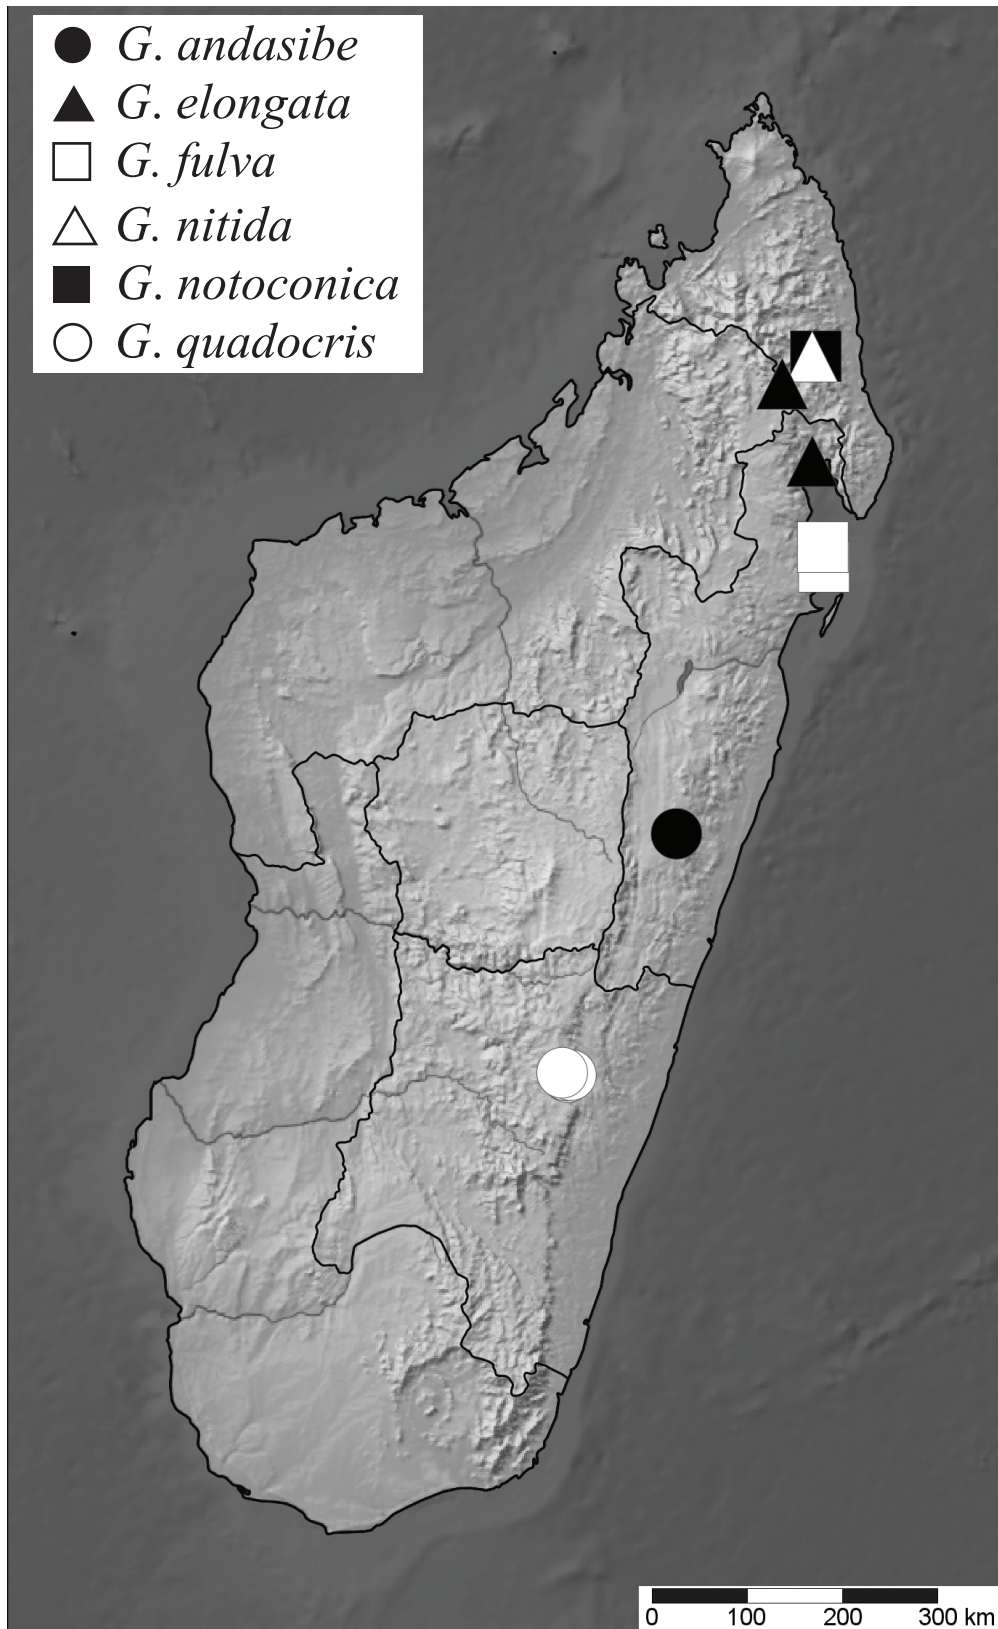 G. andasibe
G. elongata
G. fulva
G. nitida
G. notoconica
G. quadocris
0 100 200 300 km